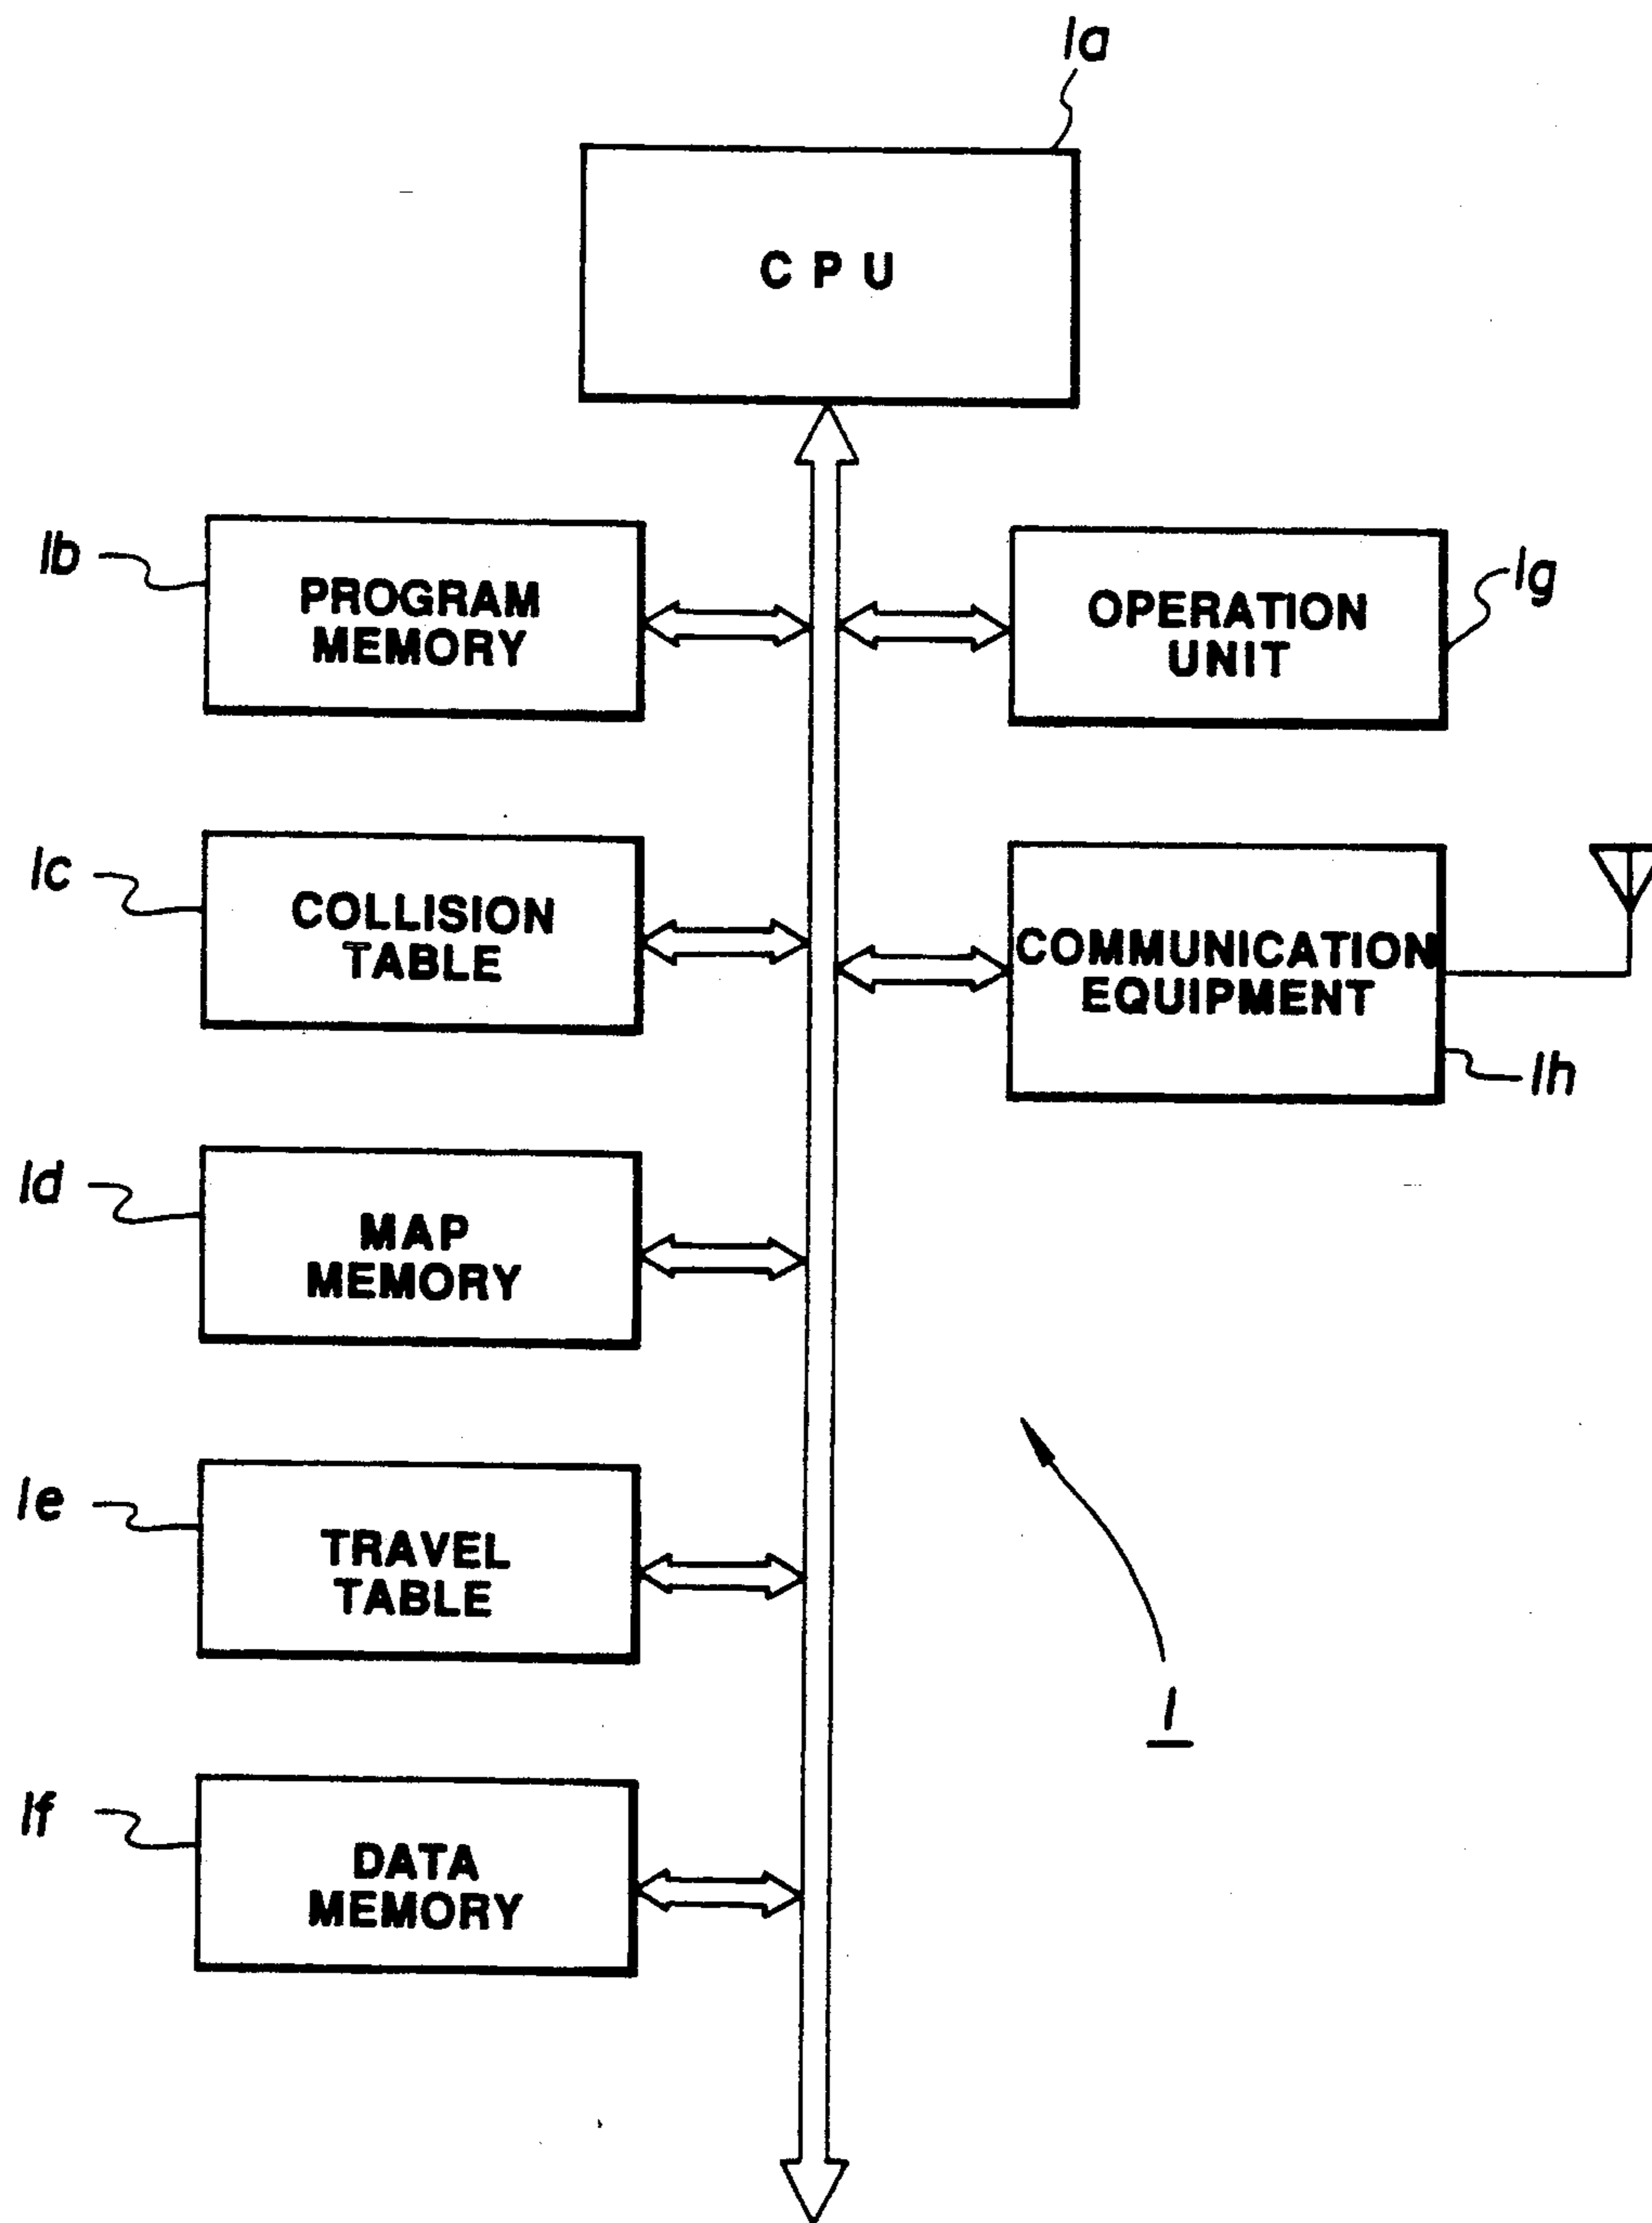 1a
C P U
1b
PROGRAM
MEMORY
OPERATION
UNIT
1g
1c
COLLISION
TABLE
COMMUNICATION
EQUIPMENT
1h
1d
MAP
MEMORY
1e
TRAVEL
TABLE
1
1f
DATA
MEMORY